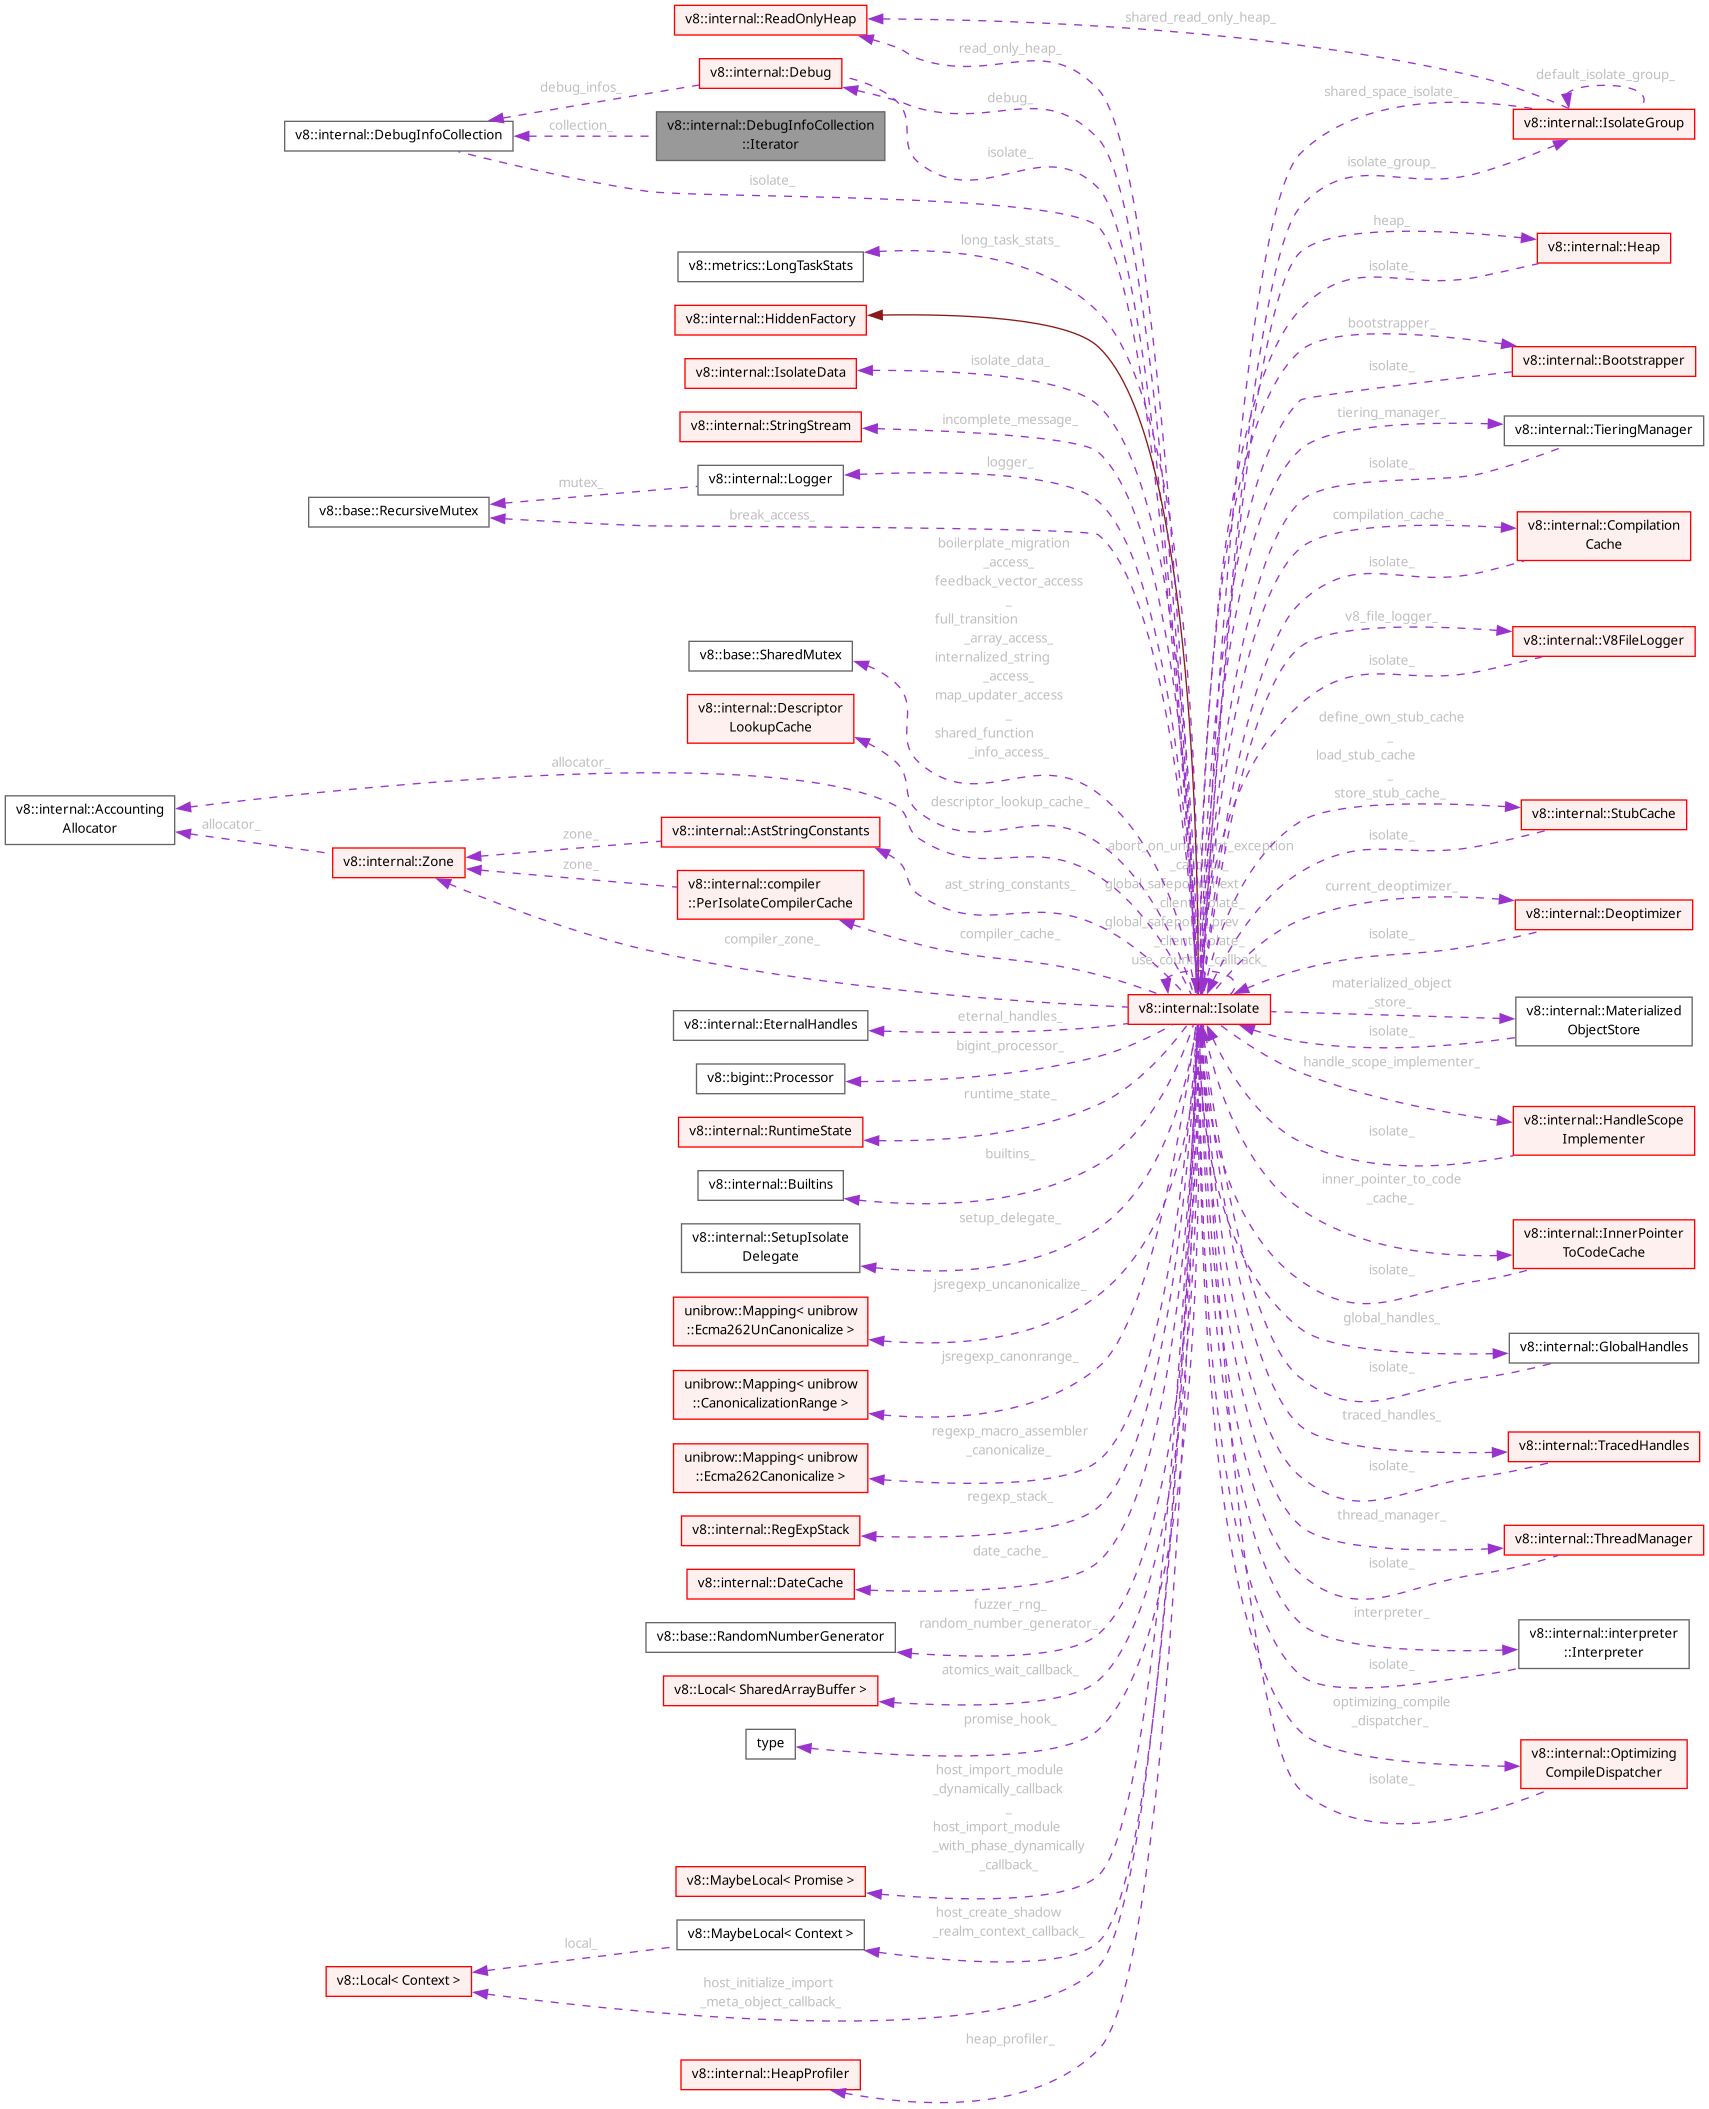 v8::internal::ReadOnlyHeap
shared_read_only_heap_
read_only_heap_
v8::internal::Debug
debug_infos_
debug_
default_isolate_group_
shared_space_isolate_
v8::internal::IsolateGroup
v8::internal::DebugInfoCollection
collection_
v8::internal::DebugInfoCollection
::Iterator
isolate_
isolate_
isolate_group_
heap_
v8::internal::Heap
isolate_
long_task_stats_
v8::metrics::LongTaskStats
v8::internal::HiddenFactory
bootstrapper_
v8::internal::Bootstrapper
isolate_
isolate_data_
v8::internal::IsolateData
incomplete_message_
v8::internal::StringStream
tiering_manager_
v8::internal::TieringManager
isolate_
logger_
v8::internal::Logger
mutex_
v8::base::RecursiveMutex
break_access_
compilation_cache_
v8::internal::Compilation
Cache
isolate_
boilerplate_migration
_access_
feedback_vector_access
_
full_transition
_array_access_
internalized_string
_access_
map_updater_access
_
shared_function
_info_access_
v8::base::SharedMutex
v8_file_logger_
v8::internal::V8FileLogger
isolate_
v8::internal::Descriptor
LookupCache
descriptor_lookup_cache_
define_own_stub_cache
_
load_stub_cache
_
store_stub_cache_
v8::internal::StubCache
isolate_
allocator_
v8::internal::Accounting
Allocator
allocator_
v8::internal::Zone
zone_
zone_
v8::internal::AstStringConstants
ast_string_constants_
v8::internal::compiler
::PerIsolateCompilerCache
compiler_cache_
compiler_zone_
current_deoptimizer_
v8::internal::Deoptimizer
isolate_
v8::internal::Isolate
materialized_object
_store_
v8::internal::Materialized
ObjectStore
isolate_
eternal_handles_
v8::internal::EternalHandles
bigint_processor_
v8::bigint::Processor
handle_scope_implementer_
v8::internal::HandleScope
Implementer
isolate_
runtime_state_
v8::internal::RuntimeState
builtins_
v8::internal::Builtins
inner_pointer_to_code
_cache_
v8::internal::InnerPointer
ToCodeCache
isolate_
setup_delegate_
v8::internal::SetupIsolate
Delegate
jsregexp_uncanonicalize_
unibrow::Mapping< unibrow
::Ecma262UnCanonicalize >
global_handles_
v8::internal::GlobalHandles
isolate_
jsregexp_canonrange_
unibrow::Mapping< unibrow
::CanonicalizationRange >
traced_handles_
v8::internal::TracedHandles
isolate_
regexp_macro_assembler
_canonicalize_
unibrow::Mapping< unibrow
::Ecma262Canonicalize >
regexp_stack_
v8::internal::RegExpStack
thread_manager_
v8::internal::ThreadManager
isolate_
date_cache_
v8::internal::DateCache
fuzzer_rng_
random_number_generator_
v8::base::RandomNumberGenerator
interpreter_
v8::internal::interpreter
::Interpreter
isolate_
atomics_wait_callback_
v8::Local< SharedArrayBuffer >
promise_hook_
type
optimizing_compile
_dispatcher_
v8::internal::Optimizing
CompileDispatcher
isolate_
host_import_module
_dynamically_callback
_
host_import_module
_with_phase_dynamically
_callback_
v8::MaybeLocal< Promise >
host_create_shadow
_realm_context_callback_
v8::MaybeLocal< Context >
local_
v8::Local< Context >
host_initialize_import
_meta_object_callback_
heap_profiler_
v8::internal::HeapProfiler